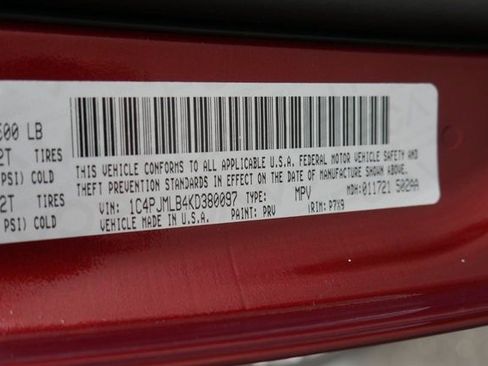 500 LB
2T TIRES
PSI) COLD
2T TIRES
PSI) COLD
THIS VEHICLE CONFORMS TO ALL APPLICABLE U.S.A. FEDERAL MOTOR VEHICLE SAFETY
THEFT PREVENTION STANDARDS IN EFFECT ON THE DATE OF MANUFACTURE SHOWN ABOVE
VIN: 1C4PJMLB4KD380097 TYPE: MPV MDH:011721 502AA
VEHICLE MADE IN U.S.A. PAINT: PRV TRIM: P7X9